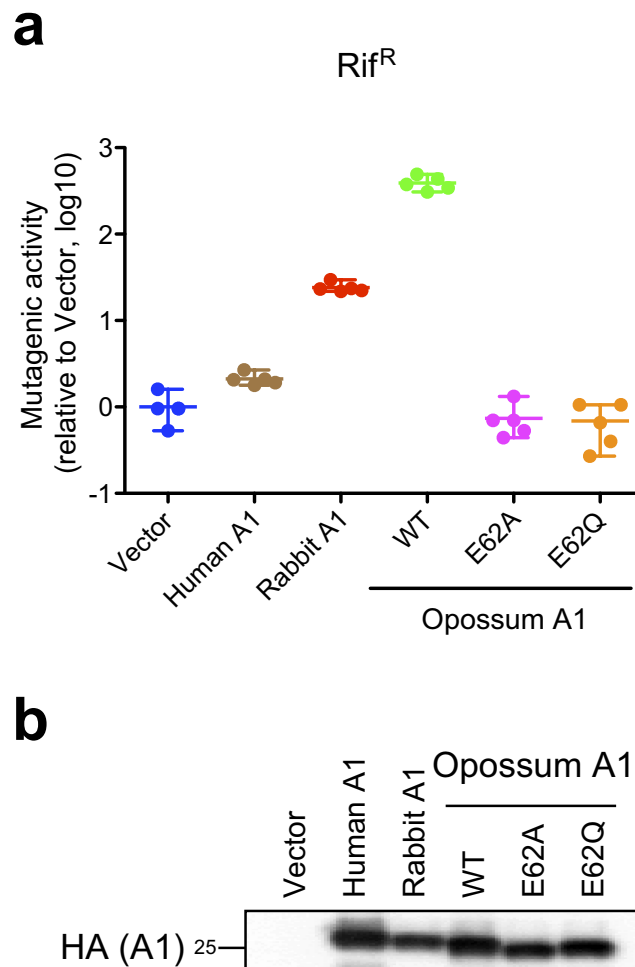 a
Rif^R
Mutagenic activity
(relative to Vector, log10)
3
2
1
0
-1
Vector
Human A1
Rabbit A1
WT
E62A
E62Q
Opossum A1
b
Opossum A1
Vector
Human A1
Rabbit A1
WT
E62A
E62Q
HA (A1) 25